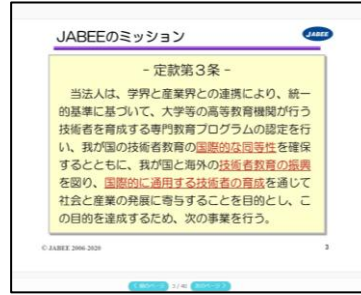 JABEEのミッション
JABEE
- 定款第３条 -
当法人は、学界と産業界との連携により、統一
的基準に基づいて、大学等の高等教育機関が行う
技術者を育成する専門教育プログラムの認定を行
い、我が国の技術者教育の国際的な同等性を確保
するとともに、我が国と海外の技術者教育の振興
を図り、国際的に通用する技術者の育成を通じて
社会と産業の発展に寄与することを目的とし、こ
の目的を達成するため、次の事業を行う。
© JABEE 2006-2020
3
3 / 40